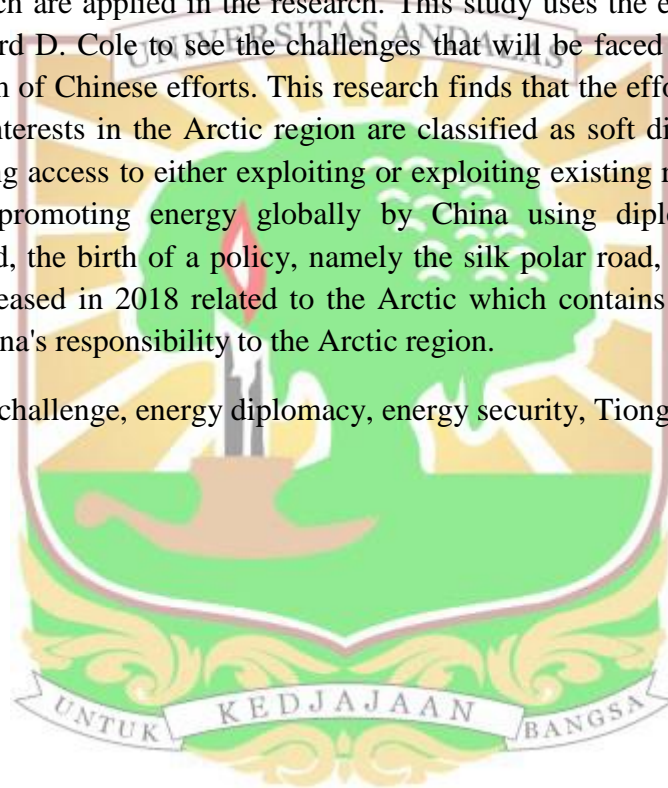 ch are applied in the research. This study uses the e
rd D. Cole to see the challenges that will be faced
UNIVERSITAS ANDALAS
n of Chinese efforts. This research finds that the effo
nterests in the Arctic region are classified as soft di
ng access to either exploiting or exploiting existing r
promoting energy globally by China using diplo
d, the birth of a policy, namely the silk polar road,
eased in 2018 related to the Arctic which contains
na's responsibility to the Arctic region.
challenge, energy diplomacy, energy security, Tiong
UNTUK KEDJAJAAN BANGSA